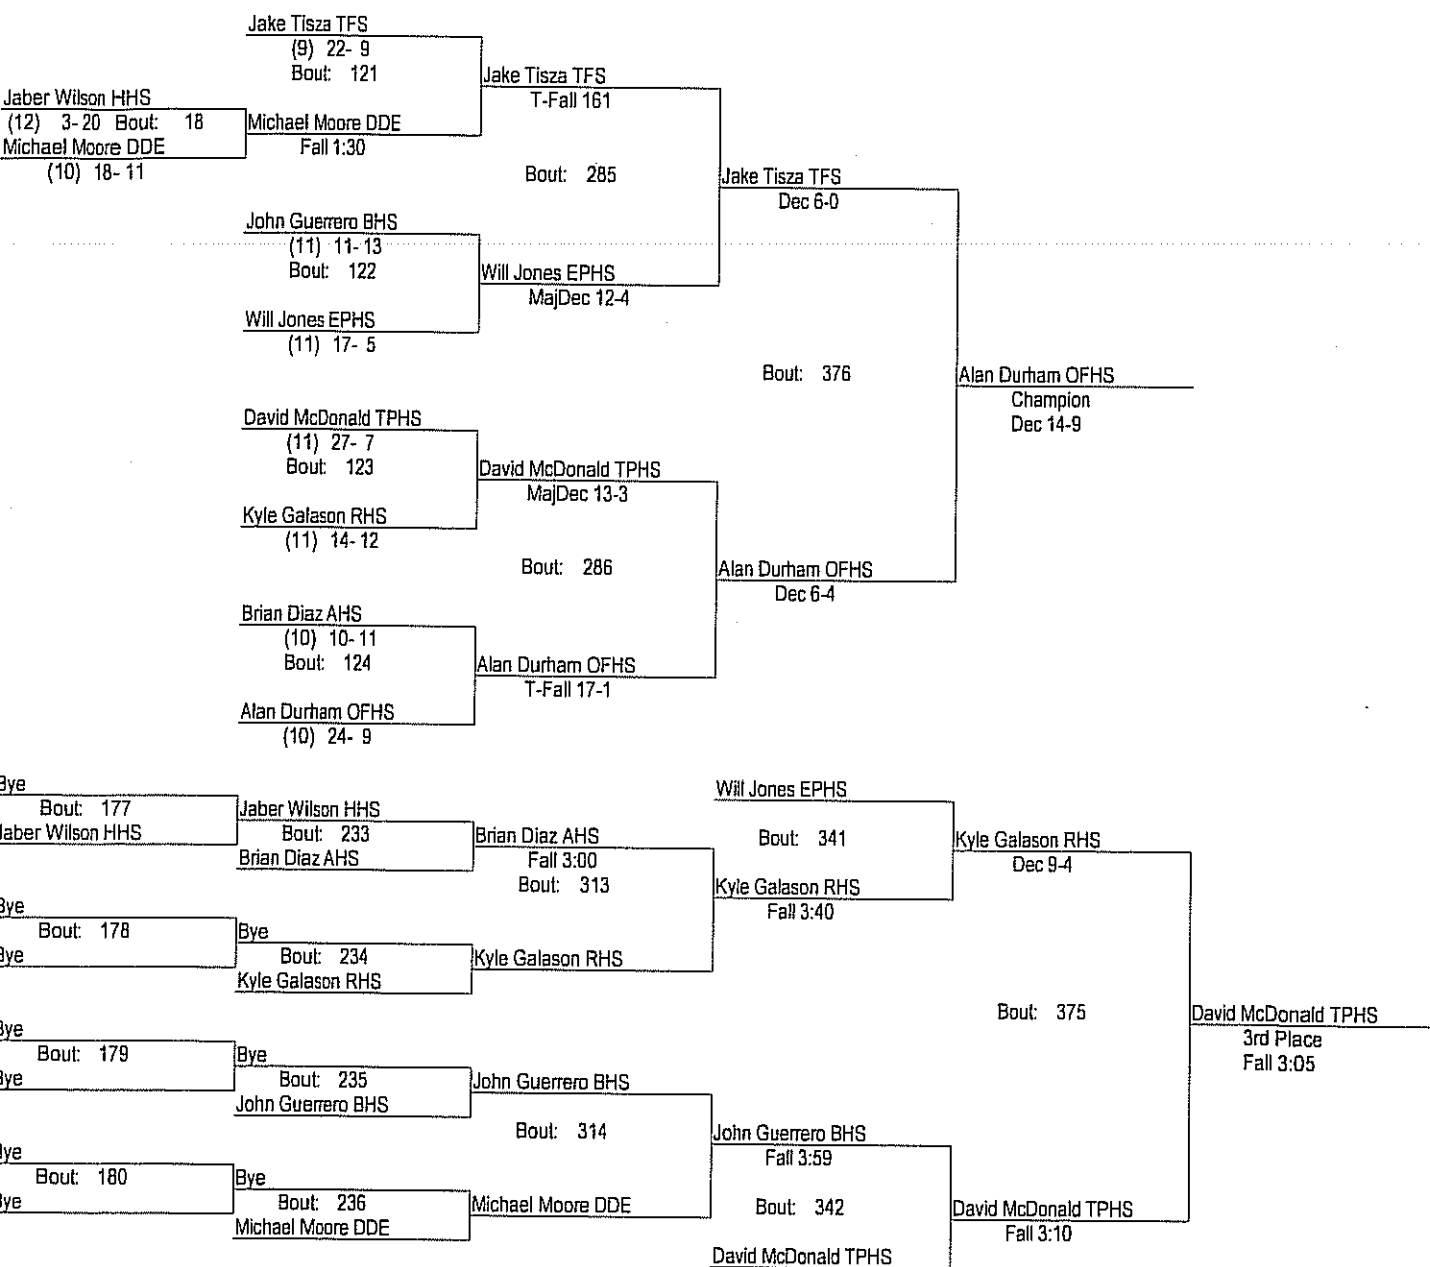 Jake Tisza TFS
(9) 22- 9
Bout: 121
Jake Tisza TFS
T-Fall 161
Jaber Wilson HHS
(12) 3-20 Bout: 18
Michael Moore DDE
(10) 18-11
Michael Moore DDE
Fall 1:30
Bout: 285
Jake Tisza TFS
Dec 6-0
John Guerrero BHS
(11) 11-13
Bout: 122
Will Jones EPHS
MajDec 12-4
Will Jones EPHS
(11) 17- 5
Bout: 376
Alan Durham OFHS
Champion
Dec 14-9
David McDonald TPHS
(11) 27- 7
Bout: 123
David McDonald TPHS
MajDec 13-3
Kyle Galason RHS
(11) 14-12
Bout: 286
Alan Durham OFHS
Dec 6-4
Brian Diaz AHS
(10) 10-11
Bout: 124
Alan Durham OFHS
T-Fall 17-1
Alan Durham OFHS
(10) 24- 9
Bye
Bout: 177
Jaber Wilson HHS
Jaber Wilson HHS
Bout: 233
Brian Diaz AHS
Brian Diaz AHS
Fall 3:00
Bout: 313
Will Jones EPHS
Bout: 341
Kyle Galason RHS
Fall 3:40
Kyle Galason RHS
Dec 9-4
Bye
Bout: 178
Bye
Bye
Bout: 234
Kyle Galason RHS
Kyle Galason RHS
Bout: 375
David McDonald TPHS
3rd Place
Fall 3:05
Bye
Bout: 179
Bye
Bye
Bout: 235
John Guerrero BHS
John Guerrero BHS
Bout: 314
John Guerrero BHS
Fall 3:59
Bout: 342
David McDonald TPHS
Bye
Bout: 180
Bye
Bye
Bout: 236
Michael Moore DDE
Michael Moore DDE
David McDonald TPHS
Fall 3:10